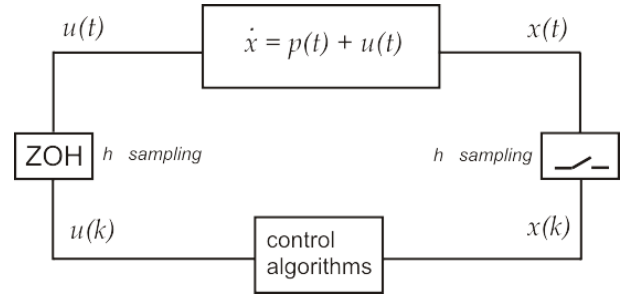 u(t)
ẋ = p(t) + u(t)
x(t)
ZOH
h sampling
h sampling
u(k)
control
algorithms
x(k)